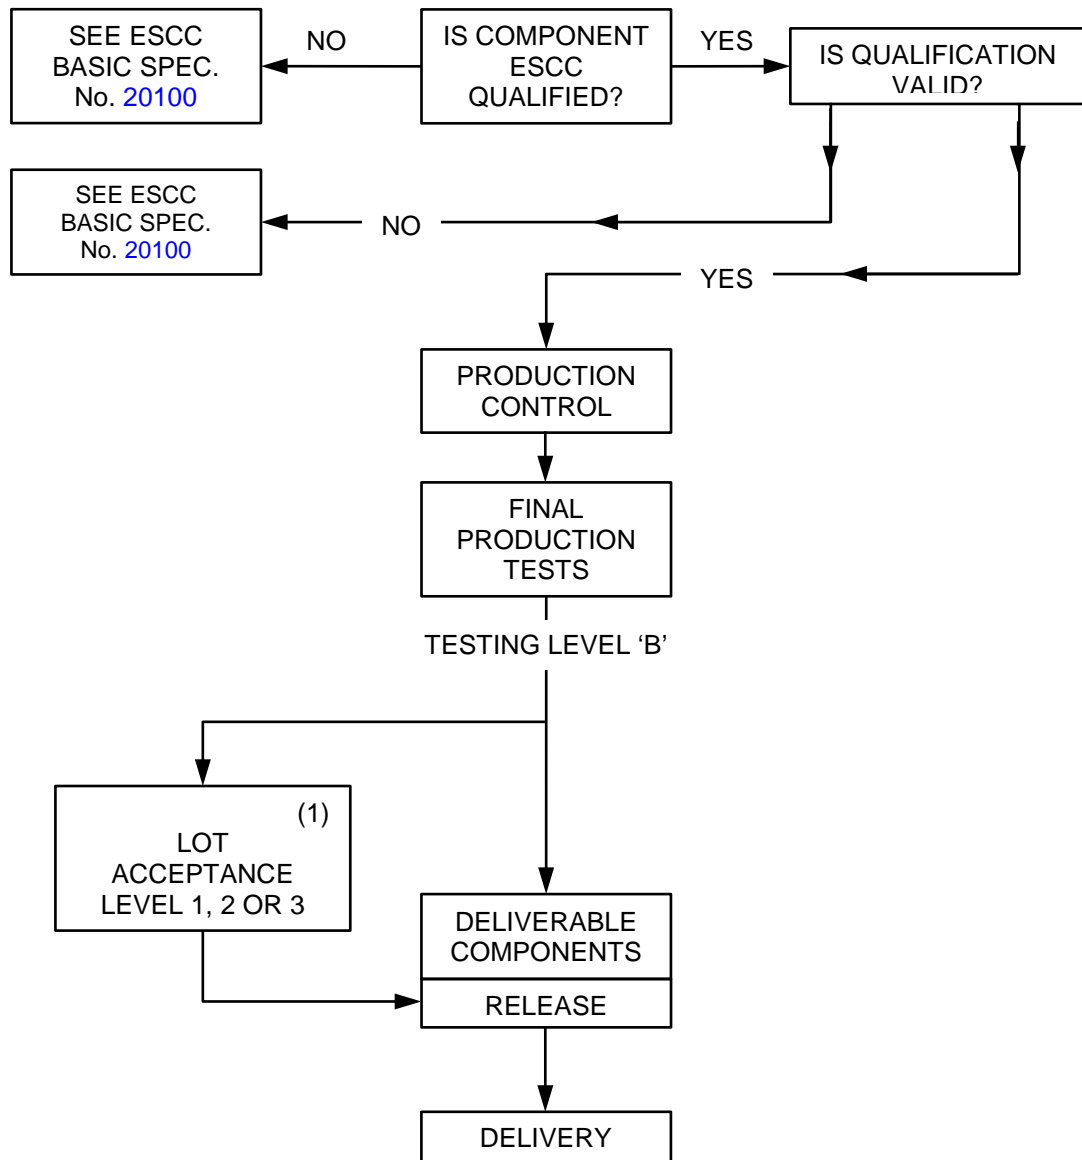 SEE ESCC
BASIC SPEC.
No. 20100
NO
IS COMPONENT
ESCC
QUALIFIED?
YES
IS QUALIFICATION
VALID?
SEE ESCC
BASIC SPEC.
No. 20100
NO
YES
PRODUCTION
CONTROL
FINAL
PRODUCTION
TESTS
TESTING LEVEL ‘B’
(1)
LOT
ACCEPTANCE
LEVEL 1, 2 OR 3
DELIVERABLE
COMPONENTS
RELEASE
DELIVERY